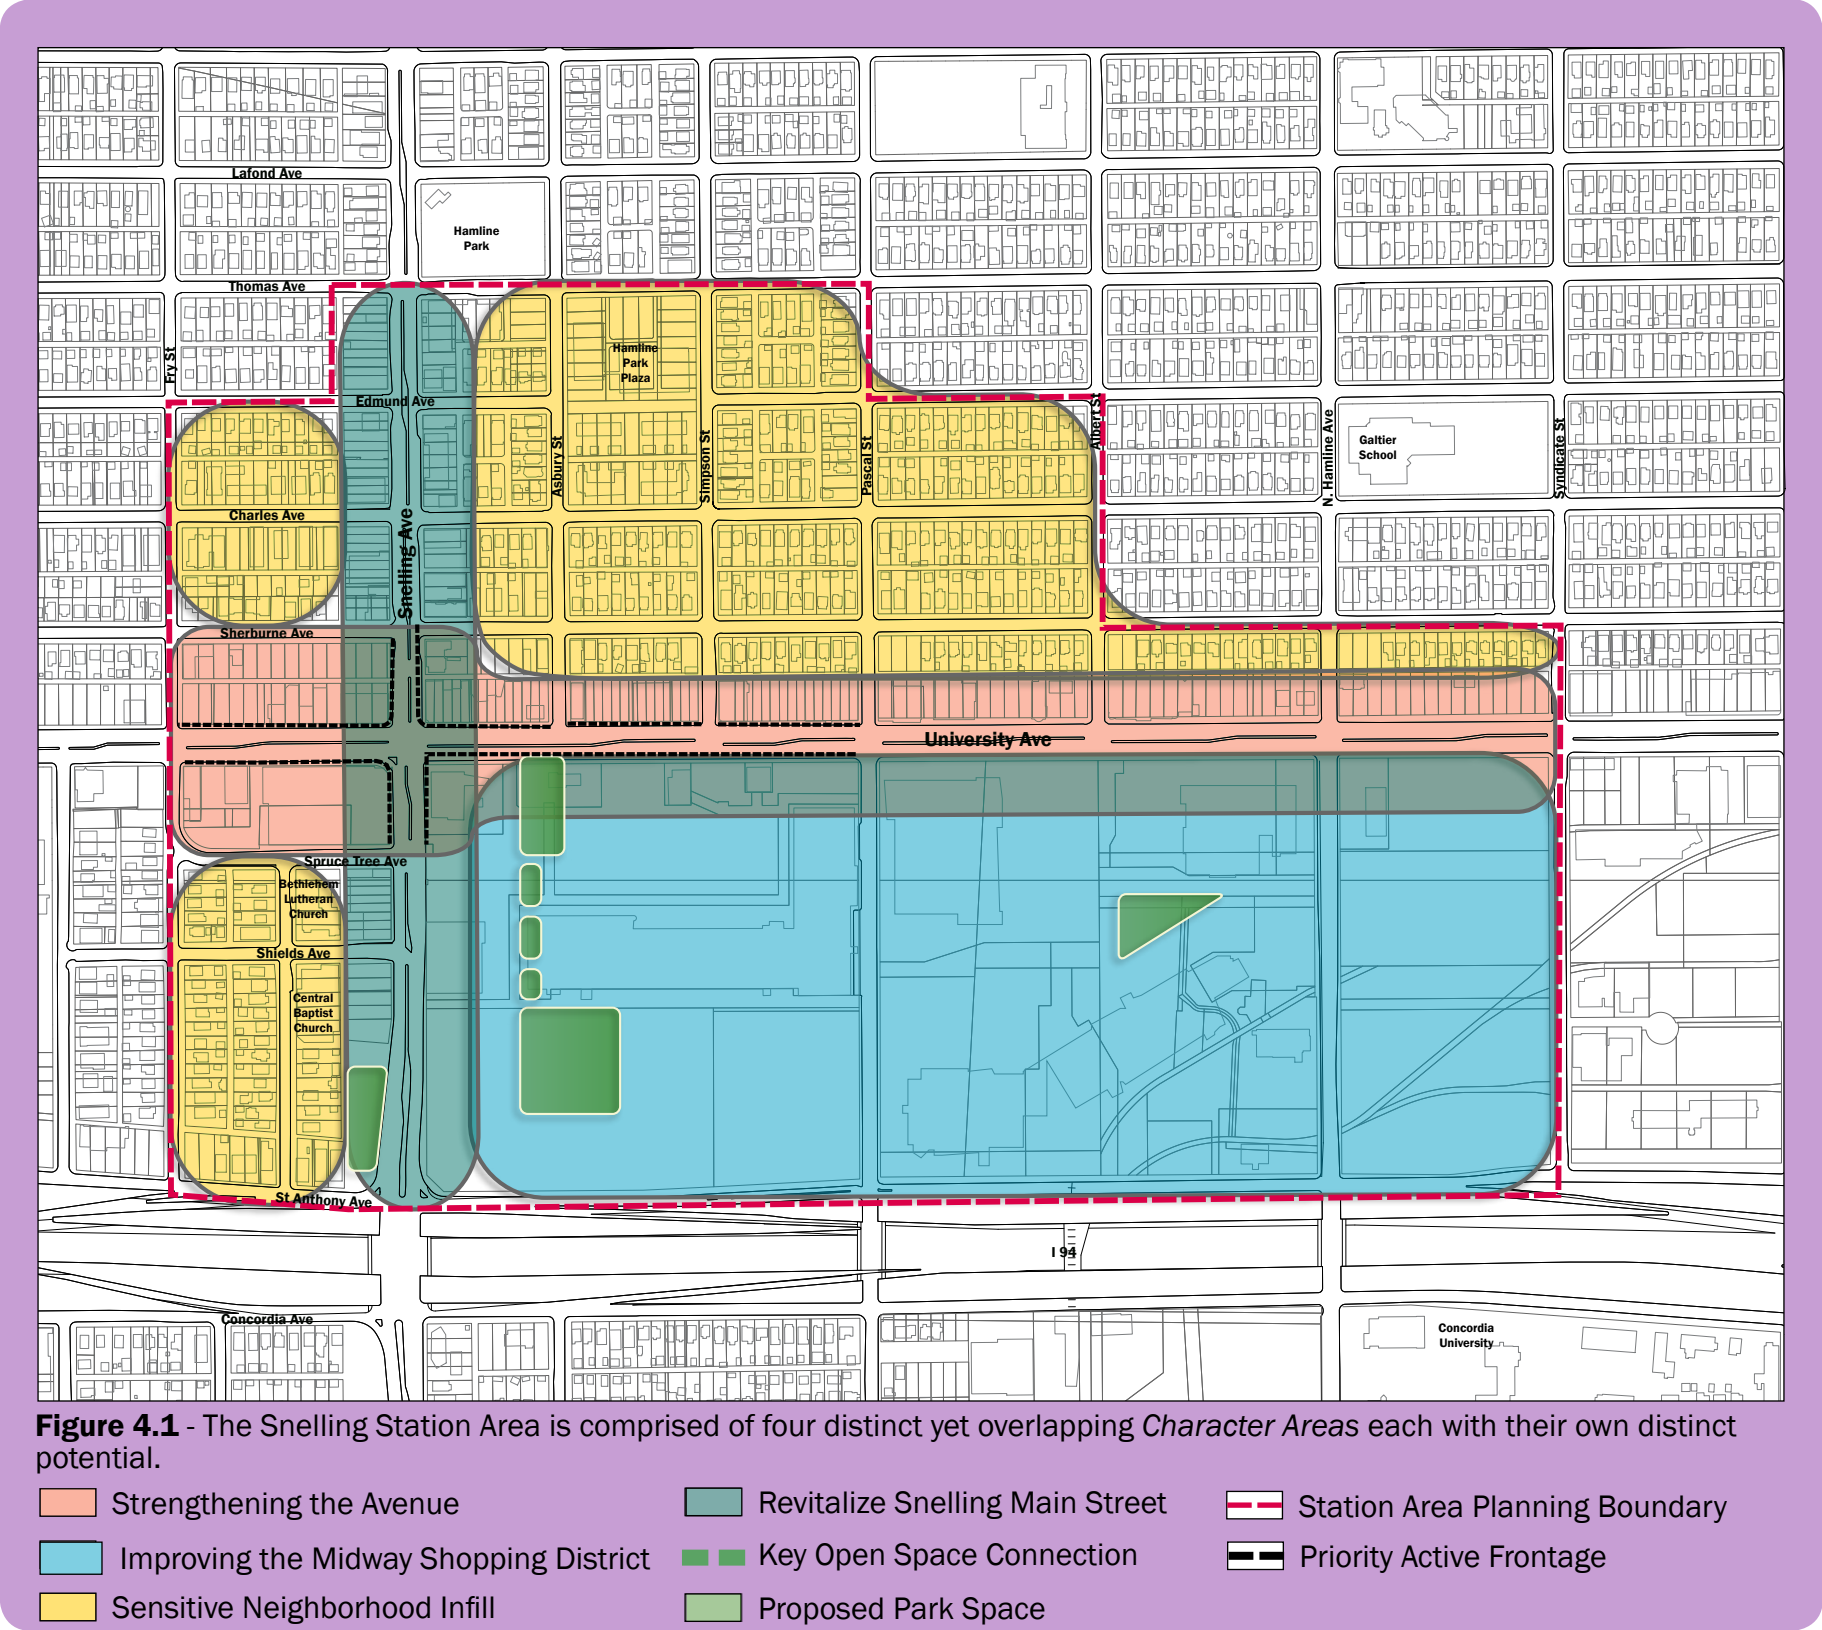 Lafond Ave
Hamline
Park
Thomas Ave
Fry St
Hamline
Park
Plaza
Edmund Ave
Albert St
Asbury St
Simpson St
Pascal St
N. Hamline Ave
Galtier
School
Syndicate St
Charles Ave
Snelling Ave
Sherburne Ave
University Ave
Spruce Tree Ave
Bethlehem
Lutheran
Church
Shields Ave
Central
Baptist
Church
St Anthony Ave
I 94
Concordia Ave
Concordia
University
Figure 4.1 - The Snelling Station Area is comprised of four distinct yet overlapping Character Areas each with their own distinct
potential.
Strengthening the Avenue
Improving the Midway Shopping District
Sensitive Neighborhood Infill
Revitalize Snelling Main Street
Key Open Space Connection
Proposed Park Space
Station Area Planning Boundary
Priority Active Frontage